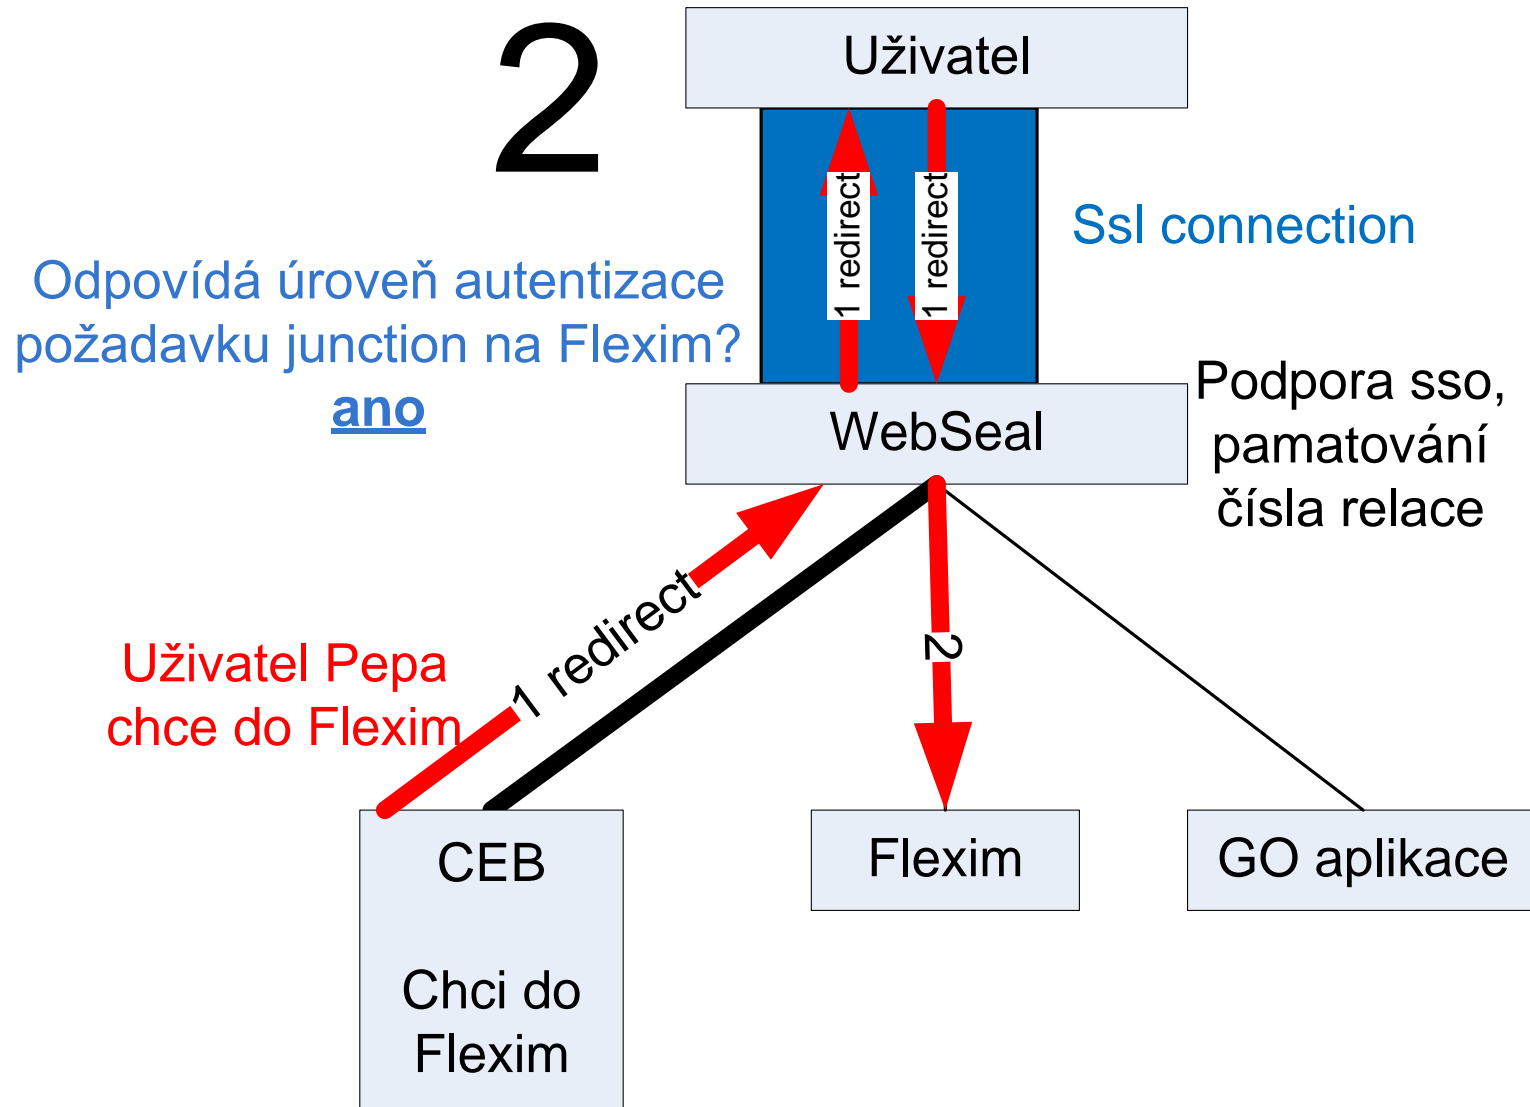 2
Uživatel
1 redirect
1 redirect
Ssl connection
Odpovídá úroveň autentizace
požadavku junction na Flexim?
ano
WebSeal
Podpora sso,
pamatování
čísla relace
1 redirect
2
Uživatel Pepa
chce do Flexim
CEB
Chci do
Flexim
Flexim
GO aplikace